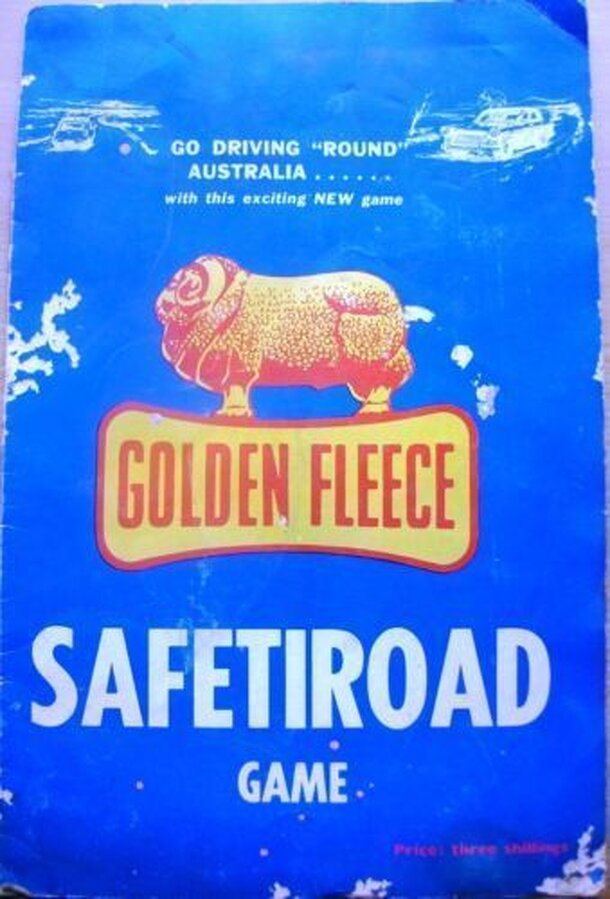 GO DRIVING "ROUND"
AUSTRALIA . . . . . .
with this exciting NEW game
GOLDEN FLEECE
SAFETIROAD
GAME
Price: three shillings